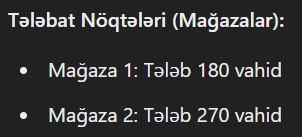 Tələbat Nöqtələri (Mağazalar):
• Mağaza 1: Tələb 180 vahid
• Mağaza 2: Tələb 270 vahid